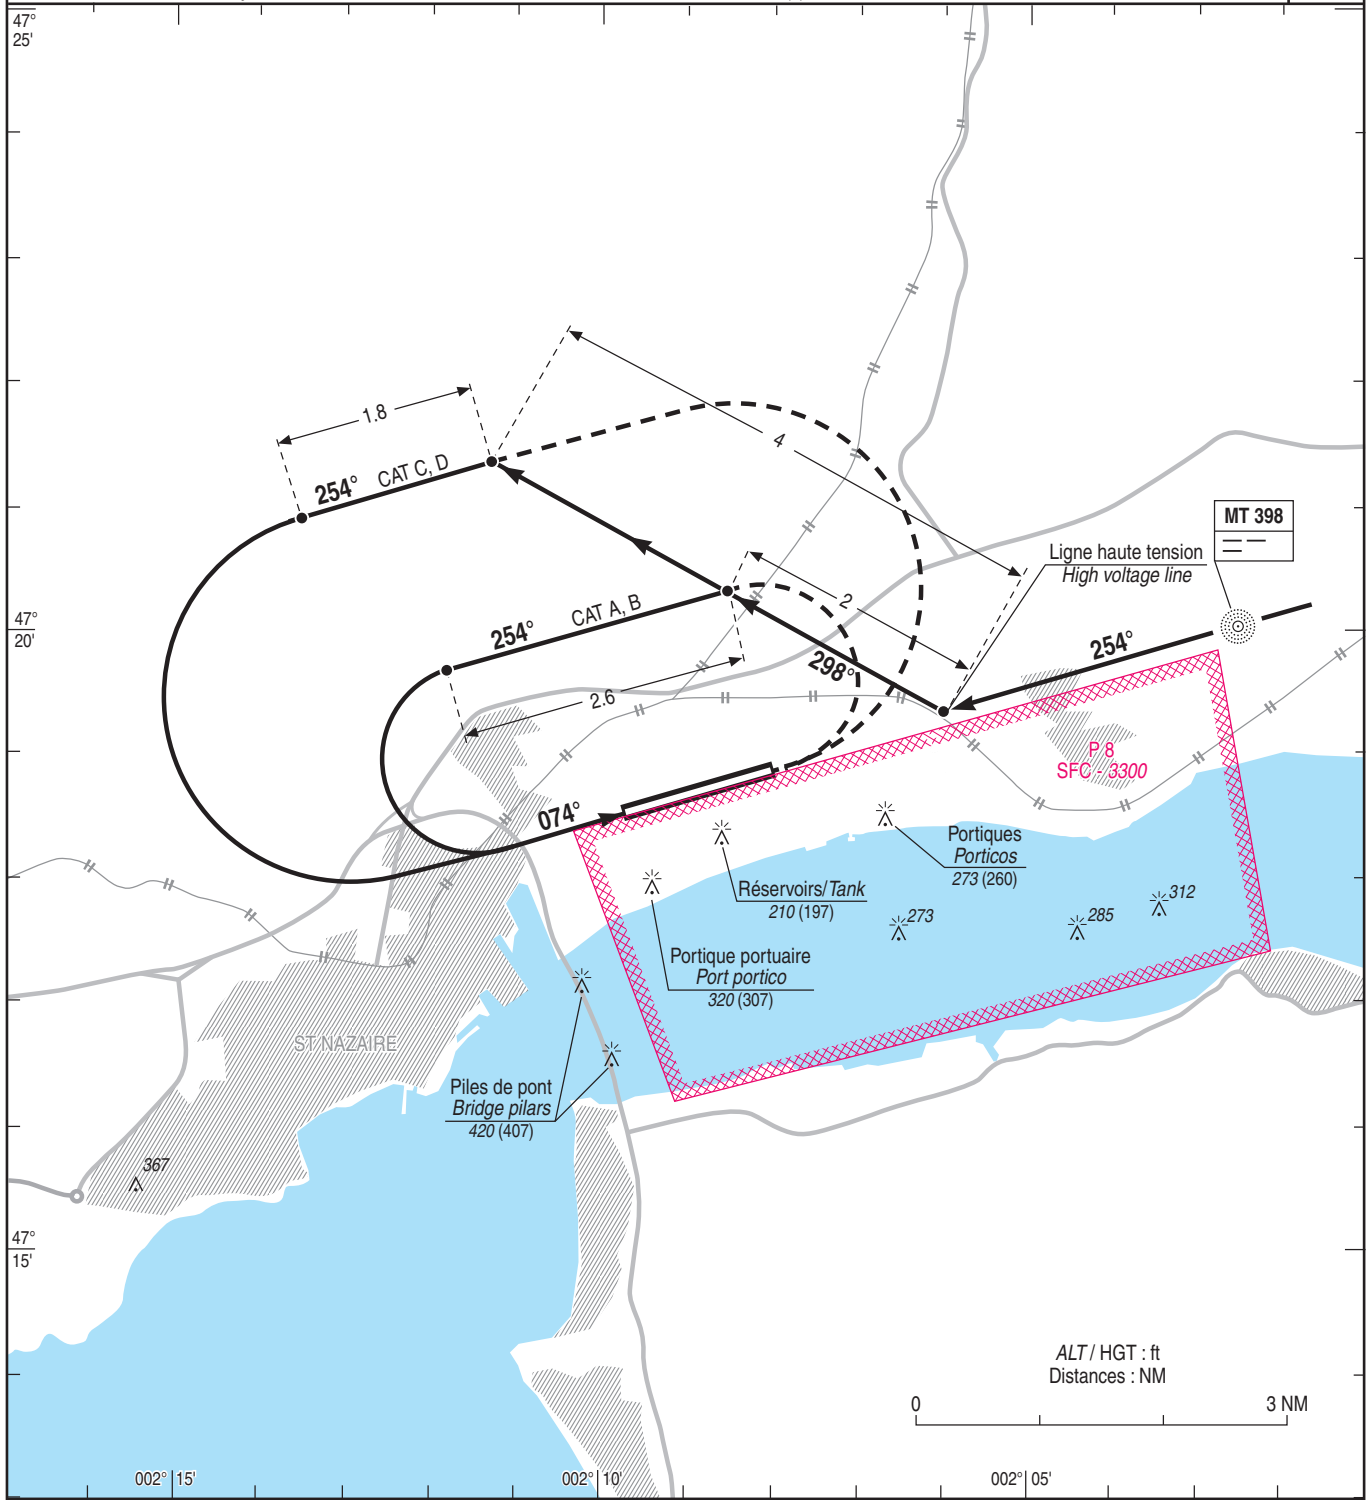 47°
25'
1.8
4
254° CAT C, D
MT 398
Ligne haute tension
High voltage line
2
47°
20'
254° CAT A, B
298°
254°
2.6
P 8
SFC - 3300
074°
Portiques
Porticos
273 (260)
Réservoirs/Tank
210 (197)
312
273
285
Portique portuaire
Port portico
320 (307)
ST NAZAIRE
Piles de pont
Bridge pilars
420 (407)
367
47°
15'
ALT / HGT : ft
Distances : NM
0 3 NM
002° 15' 002° 10' 002° 05'